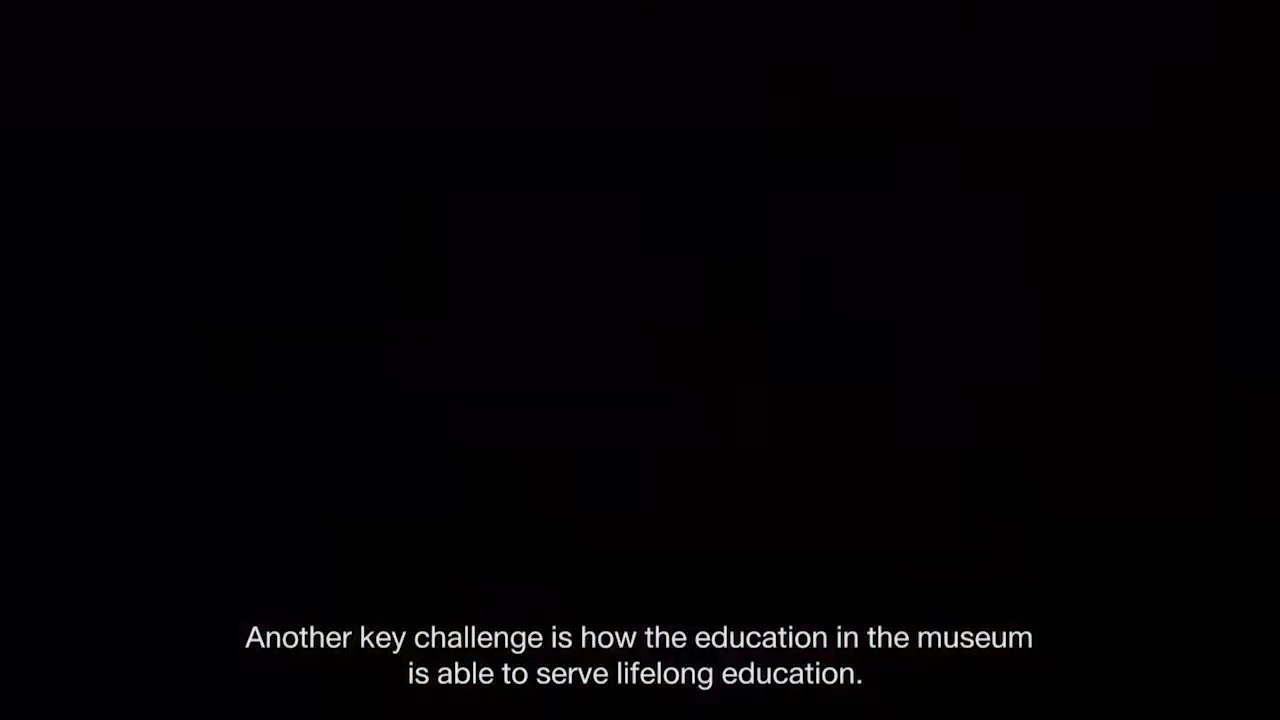 Another key challenge is how the education in the museum
is able to serve lifelong education.